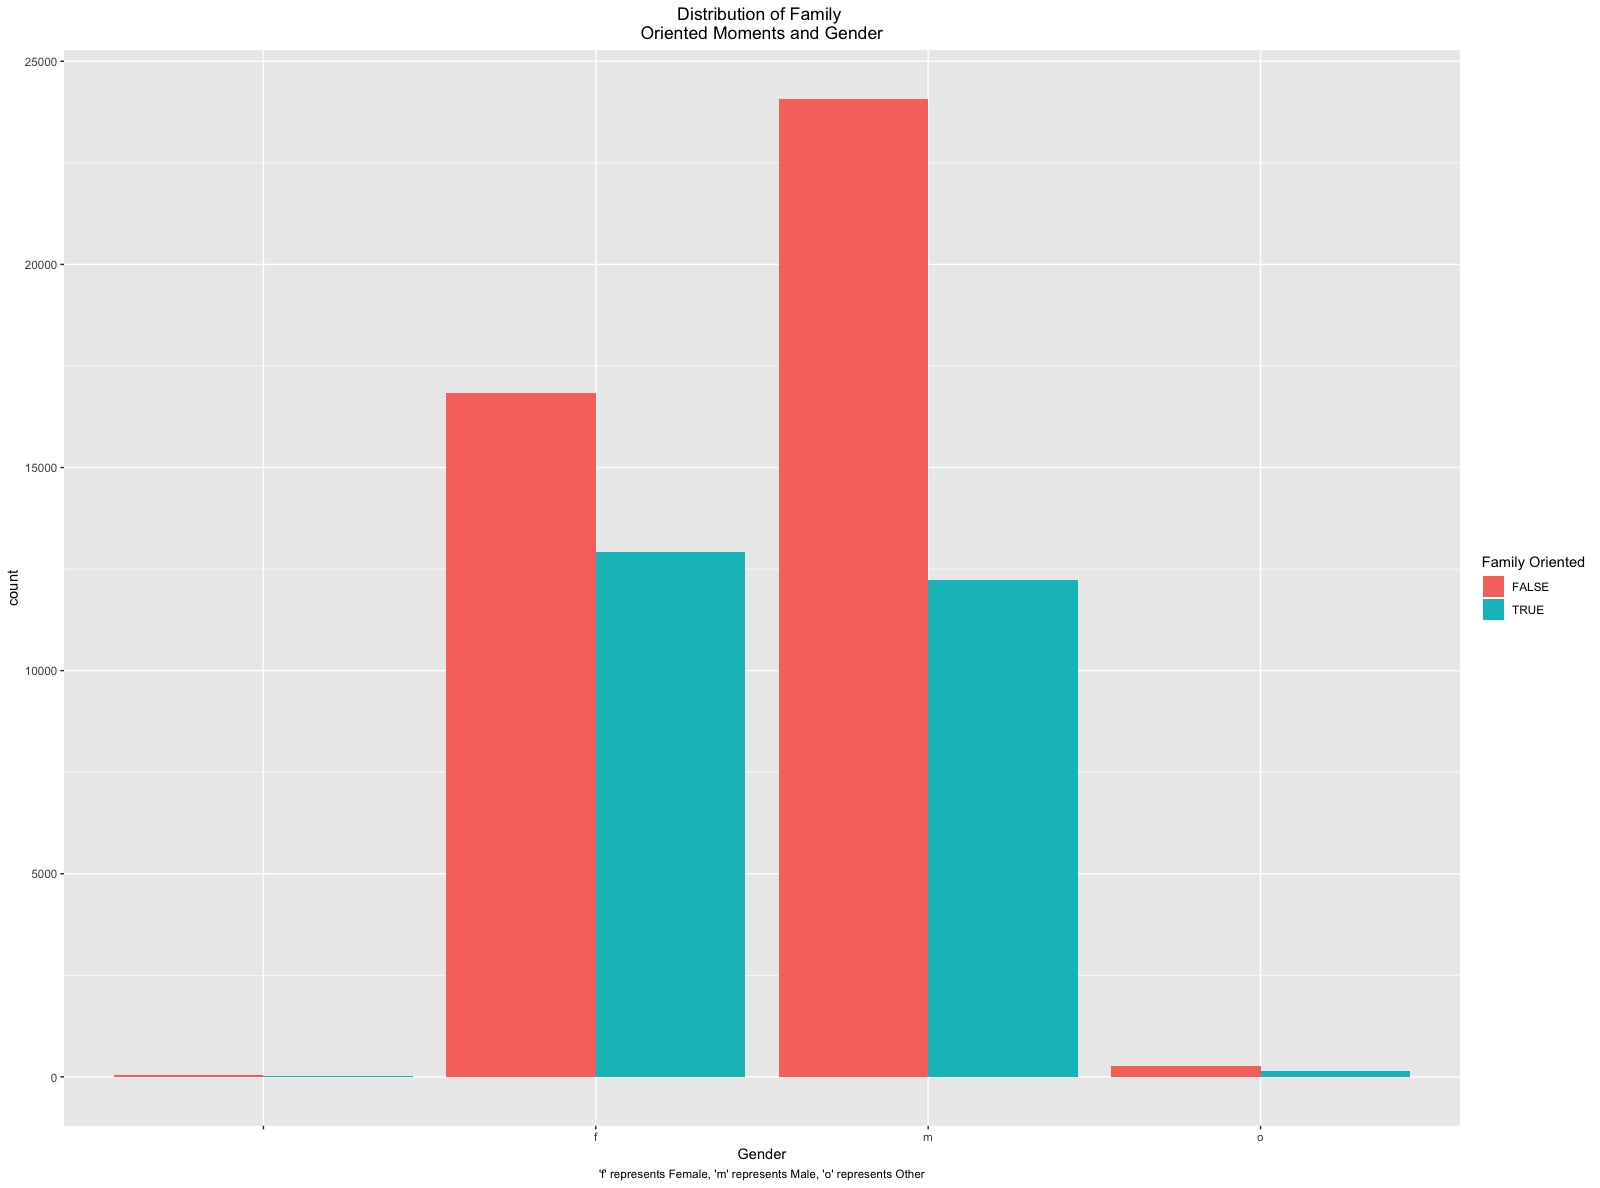 Distribution of Family
Oriented Moments and Gender
25000
20000
15000
10000
5000
0
count
f
m
o
Gender
'f' represents Female, 'm' represents Male, 'o' represents Other
Family Oriented
FALSE
TRUE